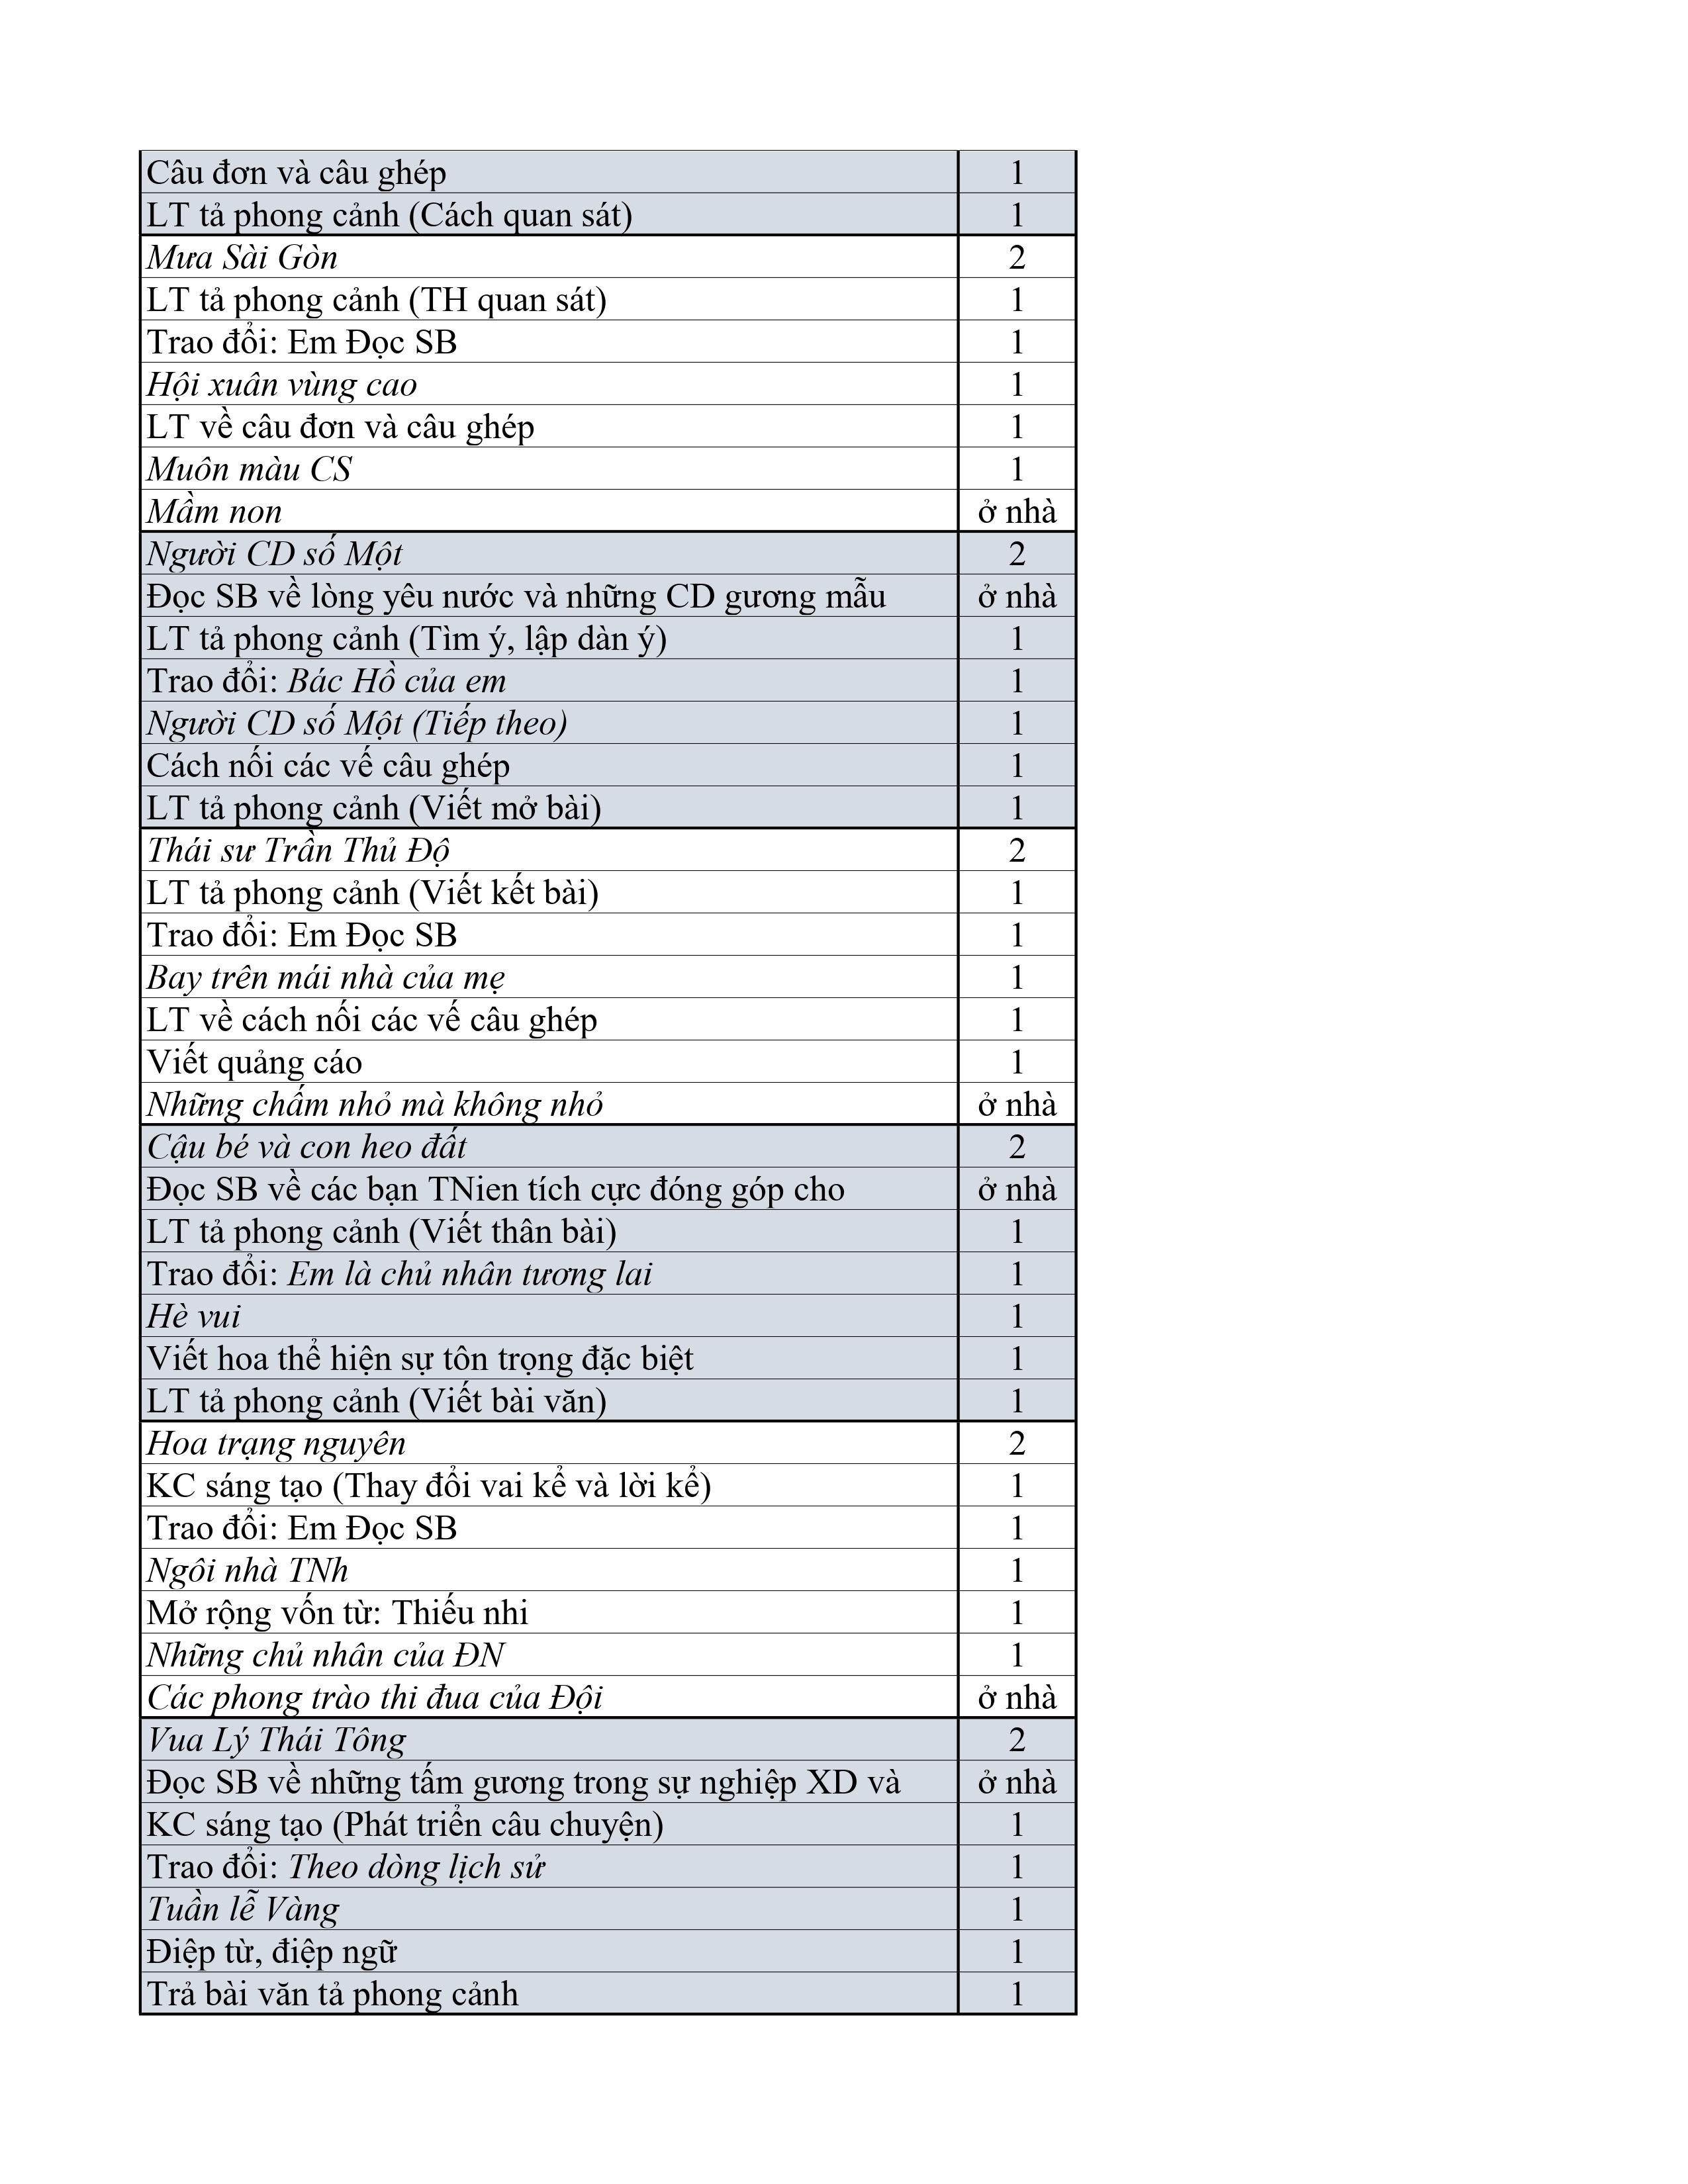 Câu đơn và câu ghép 1
LT tả phong cảnh (Cách quan sát) 1
Mưa Sài Gòn 2
LT tả phong cảnh (TH quan sát) 1
Trao đổi: Em Đọc SB 1
Hội xuân vùng cao 1
LT về câu đơn và câu ghép 1
Muôn màu CS 1
Mầm non ở nhà
Người CD số Một 2
Đọc SB về lòng yêu nước và những CD gương mẫu ở nhà
LT tả phong cảnh (Tìm ý, lập dàn ý) 1
Trao đổi: Bác Hồ của em 1
Người CD số Một (Tiếp theo) 1
Cách nối các vế câu ghép 1
LT tả phong cảnh (Viết mở bài) 1
Thái sư Trần Thủ Độ 2
LT tả phong cảnh (Viết kết bài) 1
Trao đổi: Em Đọc SB 1
Bay trên mái nhà của mẹ 1
LT về cách nối các vế câu ghép 1
Viết quảng cáo 1
Những chấm nhỏ mà không nhỏ ở nhà
Cậu bé và con heo đất 2
Đọc SB về các bạn TNien tích cực đóng góp cho ở nhà
LT tả phong cảnh (Viết thân bài) 1
Trao đổi: Em là chủ nhân tương lai 1
Hè vui 1
Viết hoa thể hiện sự tôn trọng đặc biệt 1
LT tả phong cảnh (Viết bài văn) 1
Hoa trạng nguyên 2
KC sáng tạo (Thay đổi vai kể và lời kể) 1
Trao đổi: Em Đọc SB 1
Ngôi nhà TNh 1
Mở rộng vốn từ: Thiếu nhi 1
Những chủ nhân của ĐN 1
Các phong trào thi đua của Đội ở nhà
Vua Lý Thái Tông 2
Đọc SB về những tấm gương trong sự nghiệp XD và ở nhà
KC sáng tạo (Phát triển câu chuyện) 1
Trao đổi: Theo dòng lịch sử 1
Tuần lễ Vàng 1
Điệp từ, điệp ngữ 1
Trả bài văn tả phong cảnh 1